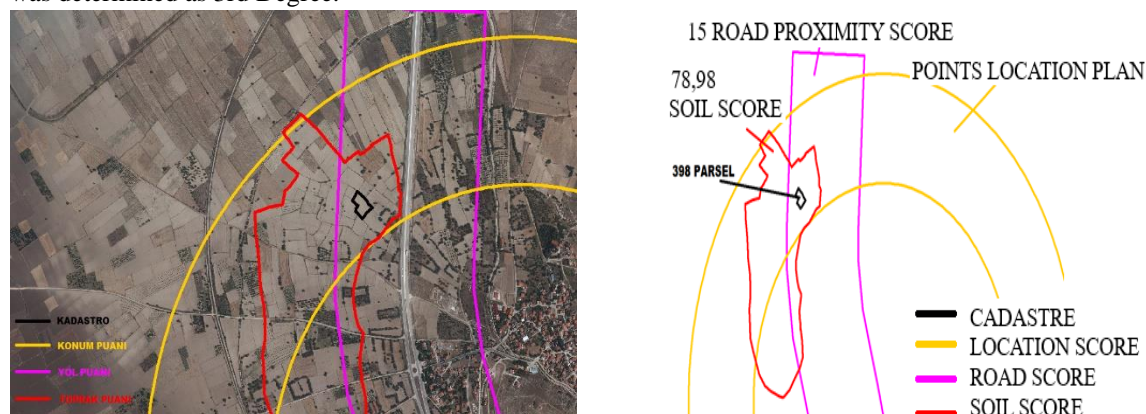 was determined as 3rd Degree.
KADASTRO
KONUM PUANI
YOL PUANI
TOPRAK PUANI
15 ROAD PROXIMITY SCORE
POINTS LOCATION PLAN
78,98
SOIL SCORE
398 PARSEL
CADASTRE
LOCATION SCORE
ROAD SCORE
SOIL SCORE